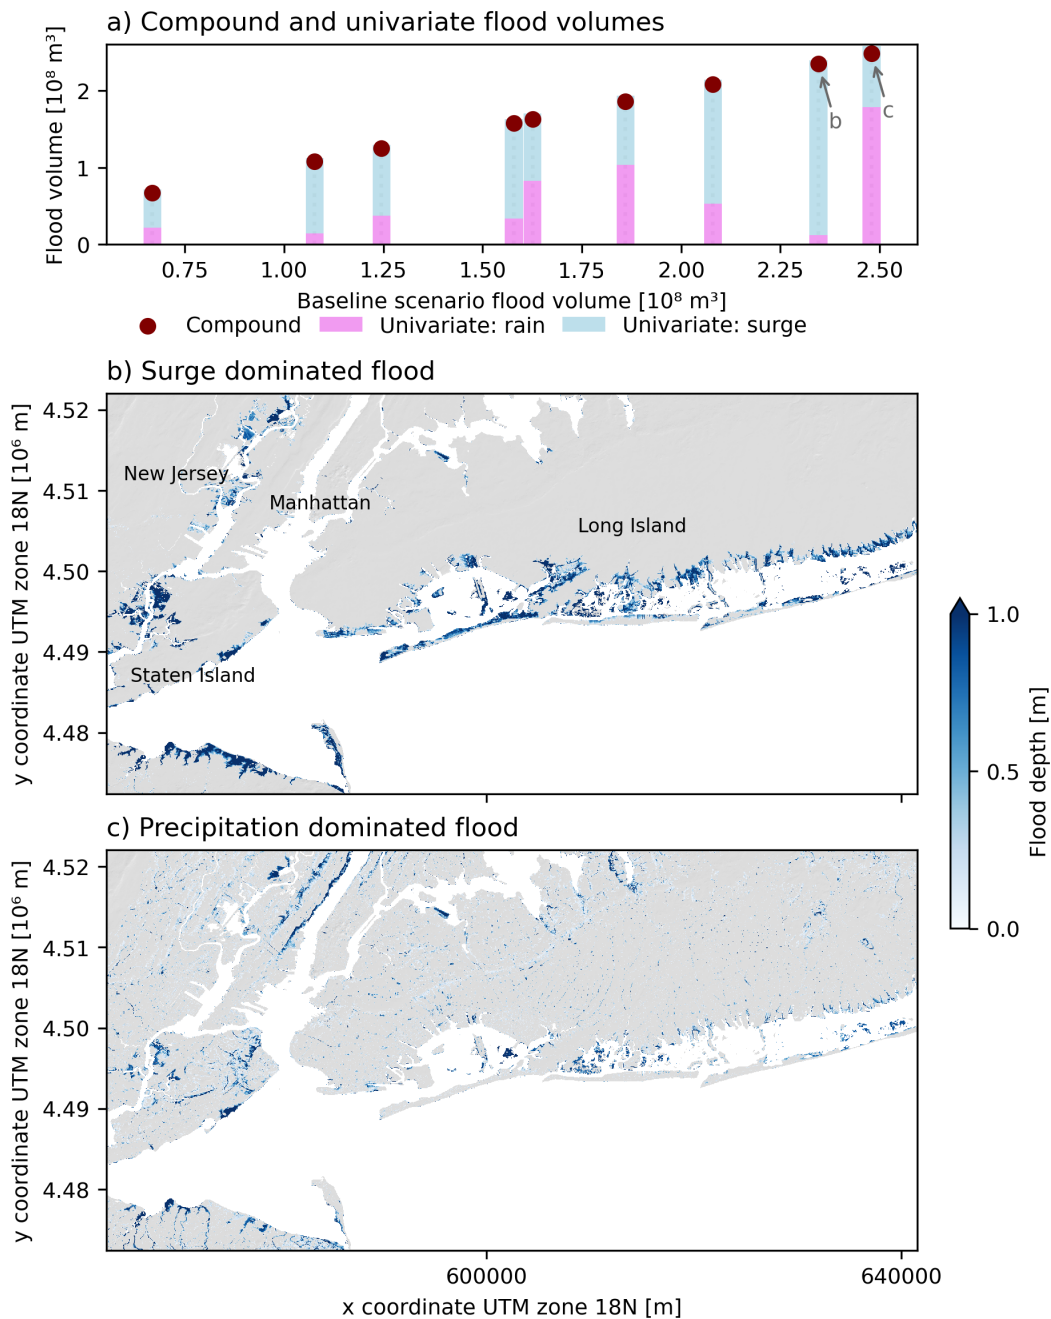 a) Compound and univariate flood volumes
Flood volume [10⁸ m³]
2
1
0
b
c
0.75 1.00 1.25 1.50 1.75 2.00 2.25 2.50
Baseline scenario flood volume [10⁸ m³]
Compound Univariate: rain Univariate: surge
b) Surge dominated flood
y coordinate UTM zone 18N [10⁶ m]
4.52
4.51
4.50
4.49
4.48
New Jersey
Manhattan
Long Island
Staten Island
1.0
0.5
0.0
Flood depth [m]
c) Precipitation dominated flood
y coordinate UTM zone 18N [10⁶ m]
4.52
4.51
4.50
4.49
4.48
600000 640000
x coordinate UTM zone 18N [m]